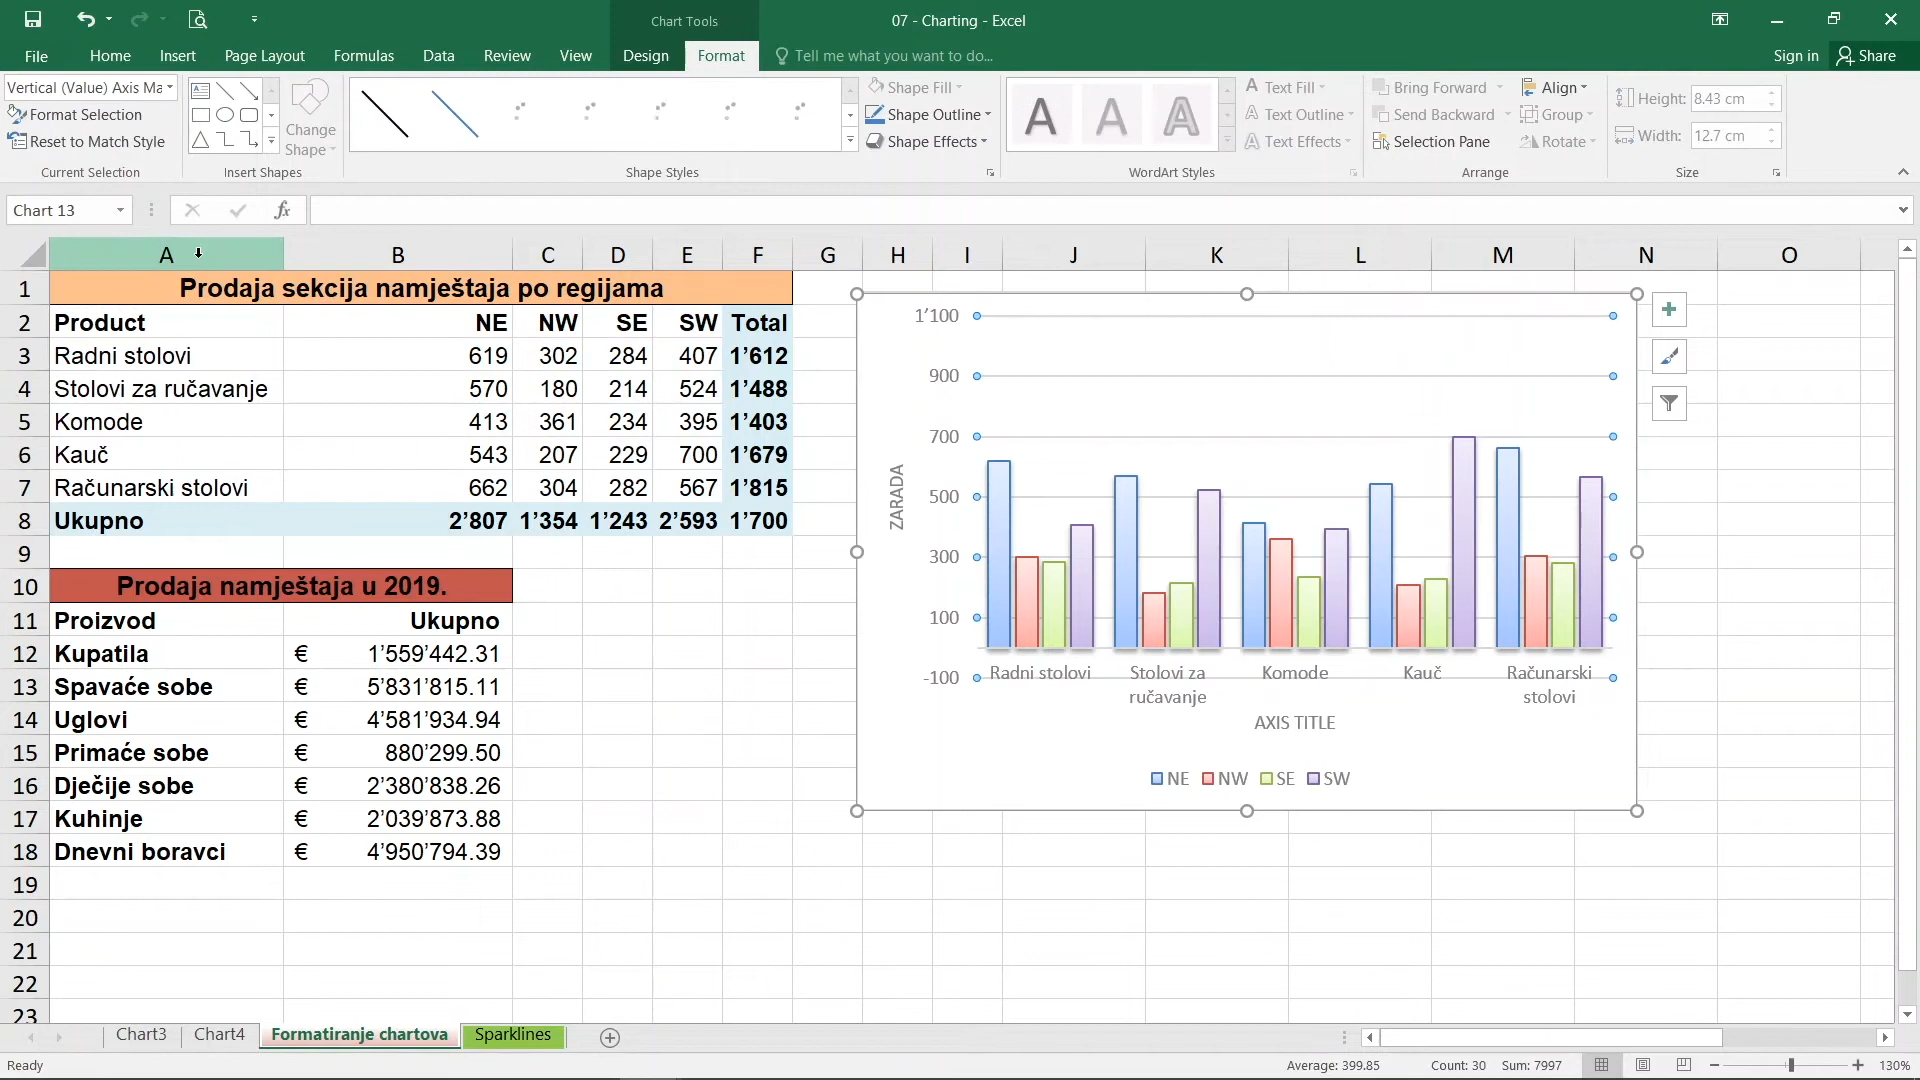 Chart Tools
07 - Charting - Excel
File Home Insert Page Layout Formulas Data Review View Design Format Tell me what you want to do... Sign in Share
Vertical (Value) Axis Ma
Format Selection
Reset to Match Style
Current Selection
Change
Shape
Insert Shapes
Shape Fill
Shape Outline
Shape Effects
Shape Styles
A A A
Text Fill
Text Outline
Text Effects
WordArt Styles
Bring Forward
Send Backward
Selection Pane
Align
Group
Rotate
Arrange
Height: 8.43 cm
Width: 12.7 cm
Size
Chart 13 fx
A B C D E F G H I J K L M N O
1 Prodaja sekcija namještaja po regijama
2 Product NE NW SE SW Total
3 Radni stolovi 619 302 284 407 1’612
4 Stolovi za ručavanje 570 180 214 524 1’488
5 Komode 413 361 234 395 1’403
6 Kauč 543 207 229 700 1’679
7 Računarski stolovi 662 304 282 567 1’815
8 Ukupno 2’807 1’354 1’243 2’593 1’700
9
10 Prodaja namještaja u 2019.
11 Proizvod Ukupno
12 Kupatila € 1’559’442.31
13 Spavaće sobe € 5’831’815.11
14 Uglovi € 4’581’934.94
15 Primaće sobe € 880’299.50
16 Dječije sobe € 2’380’838.26
17 Kuhinje € 2’039’873.88
18 Dnevni boravci € 4’950’794.39
19
20
21
22
23
1’100
900
700
500
300
100
-100
ZARADA
Radni stolovi
Stolovi za
ručavanje
Komode
Kauč
Računarski
stolovi
AXIS TITLE
NE NW SE SW
Chart3 Chart4 Formatiranje chartova Sparklines
Ready Average: 399.85 Count: 30 Sum: 7997 130%